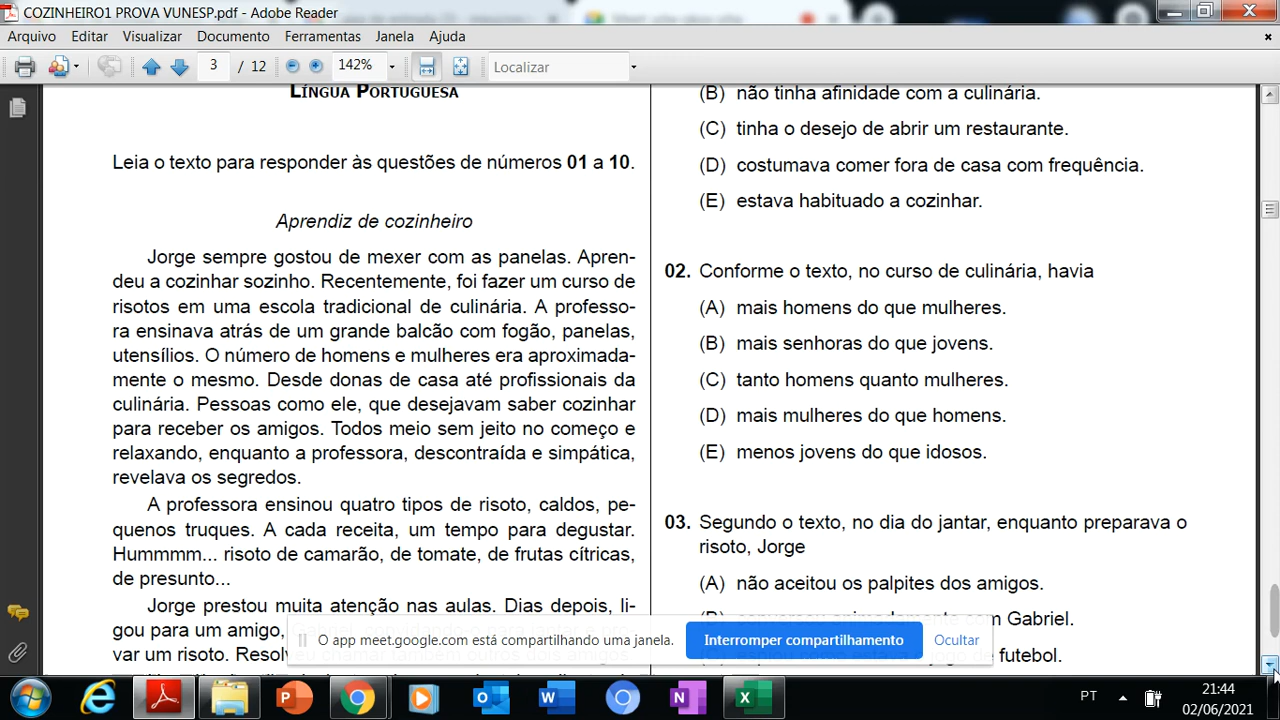 COZINHEIRO1 PROVA VUNESP.pdf - Adobe Reader
Arquivo Editar Visualizar Documento Ferramentas Janela Ajuda
3 / 12 142% Localizar
LÍNGUA PORTUGUESA
Leia o texto para responder às questões de números 01 a 10.
Aprendiz de cozinheiro
Jorge sempre gostou de mexer com as panelas. Apren-
deu a cozinhar sozinho. Recentemente, foi fazer um curso de
risotos em uma escola tradicional de culinária. A professo-
ra ensinava atrás de um grande balcão com fogão, panelas,
utensílios. O número de homens e mulheres era aproximada-
mente o mesmo. Desde donas de casa até profissionais da
culinária. Pessoas como ele, que desejavam saber cozinhar
para receber os amigos. Todos meio sem jeito no começo e
relaxando, enquanto a professora, descontraída e simpática,
revelava os segredos.
A professora ensinou quatro tipos de risoto, caldos, pe-
quenos truques. A cada receita, um tempo para degustar.
Hummmm... risoto de camarão, de tomate, de frutas cítricas,
de presunto...
Jorge prestou muita atenção nas aulas. Dias depois, li-
gou para um amigo,
var um risoto.
(B) não tinha afinidade com a culinária.
(C) tinha o desejo de abrir um restaurante.
(D) costumava comer fora de casa com frequência.
(E) estava habituado a cozinhar.
02. Conforme o texto, no curso de culinária, havia
(A) mais homens do que mulheres.
(B) mais senhoras do que jovens.
(C) tanto homens quanto mulheres.
(D) mais mulheres do que homens.
(E) menos jovens do que idosos.
03. Segundo o texto, no dia do jantar, enquanto preparava o
risoto, Jorge
(A) não aceitou os palpites dos amigos.
com Gabriel.
futebol.
O app meet.google.com está compartilhando uma janela. Interromper compartilhamento Ocultar
PT 21:44
02/06/2021